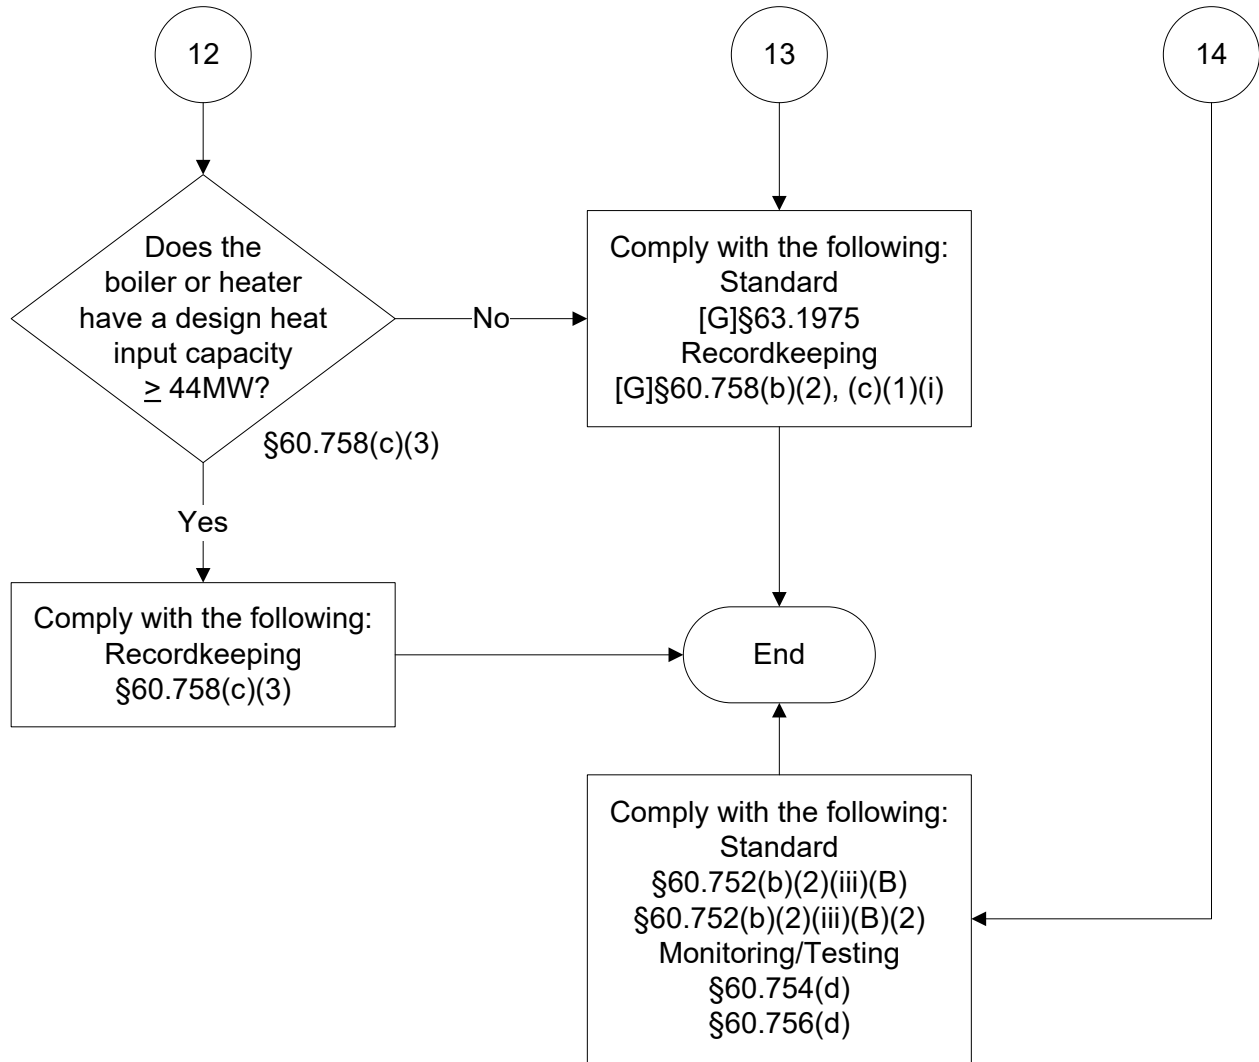 12
13
14
Does the
boiler or heater
have a design heat
input capacity
≥ 44MW?
§60.758(c)(3)
No
Yes
Comply with the following:
Standard
[G]§63.1975
Recordkeeping
[G]§60.758(b)(2), (c)(1)(i)
Comply with the following:
Recordkeeping
§60.758(c)(3)
End
Comply with the following:
Standard
§60.752(b)(2)(iii)(B)
§60.752(b)(2)(iii)(B)(2)
Monitoring/Testing
§60.754(d)
§60.756(d)